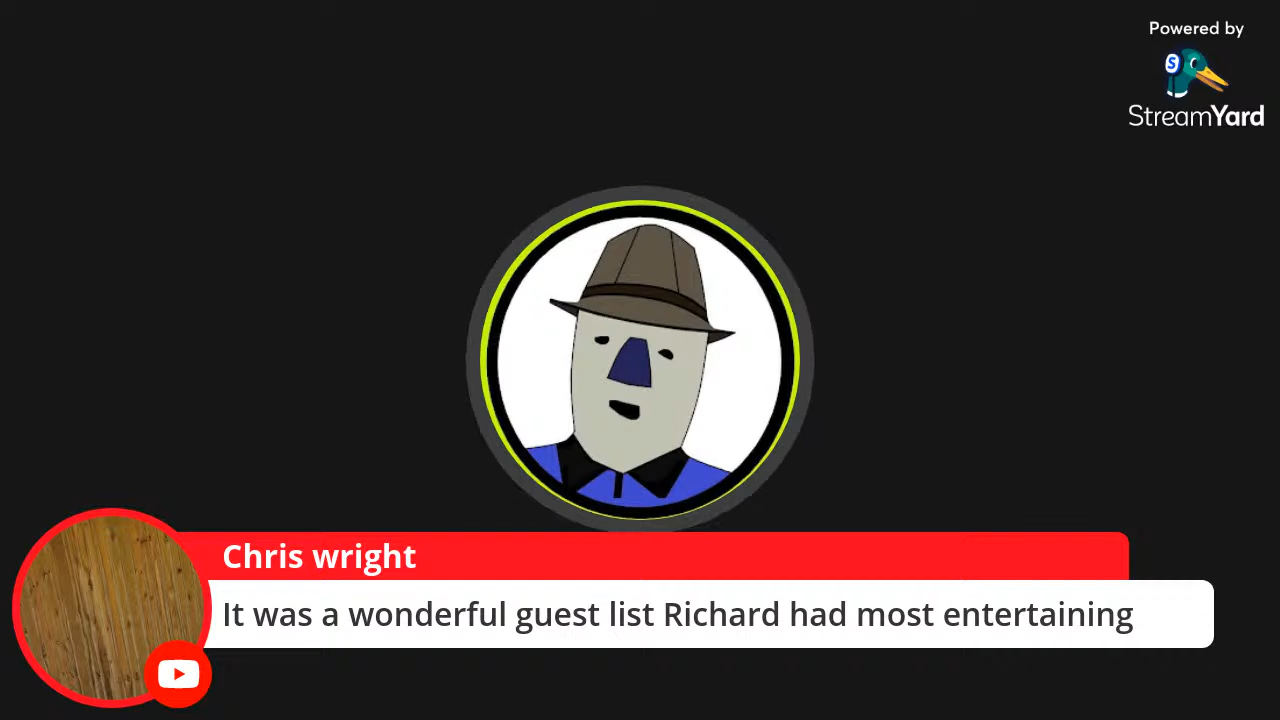 Powered by
S
StreamYard
Chris wright
It was a wonderful guest list Richard had most entertaining